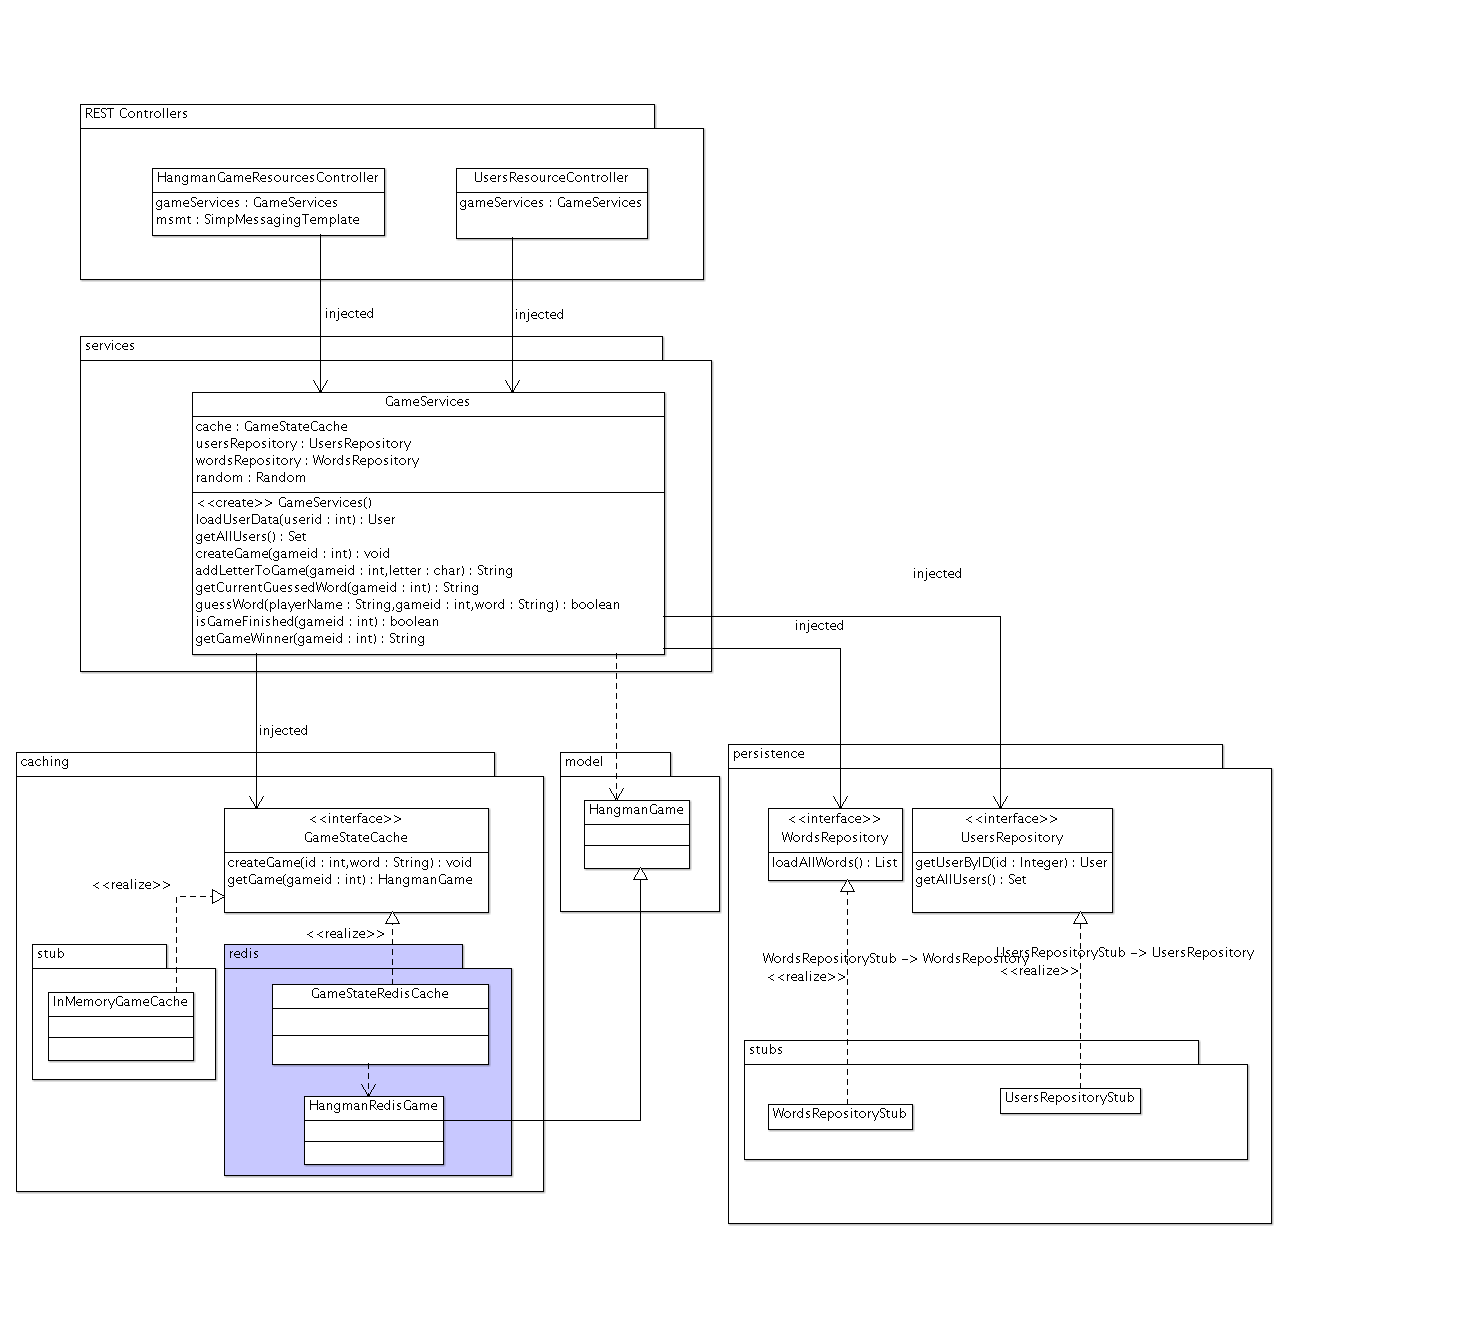 REST Controllers
HangmanGameResourcesController
gameServices : GameServices
msmt : SimpMessagingTemplate
UsersResourceController
gameServices : GameServices
injected
injected
services
GameServices
cache : GameStateCache
usersRepository : UsersRepository
wordsRepository : WordsRepository
random : Random
<<create>> GameServices()
loadUserData(userid : int) : User
getAllUsers() : Set
createGame(gameid : int) : void
addLetterToGame(gameid : int,letter : char) : String
getCurrentGuessedWord(gameid : int) : String
guessWord(playerName : String,gameid : int,word : String) : boolean
isGameFinished(gameid : int) : boolean
getGameWinner(gameid : int) : String
injected
injected
injected
caching
<<interface>>
GameStateCache
createGame(id : int,word : String) : void
getGame(gameid : int) : HangmanGame
<<realize>>
<<realize>>
stub
InMemoryGameCache
redis
GameStateRedisCache
HangmanRedisGame
model
HangmanGame
persistence
<<interface>>
WordsRepository
loadAllWords() : List
<<interface>>
UsersRepository
getUserByID(id : Integer) : User
getAllUsers() : Set
WordsRepositoryStub -> WordsRepository
<<realize>>
UsersRepositoryStub -> UsersRepository
<<realize>>
stubs
WordsRepositoryStub
UsersRepositoryStub